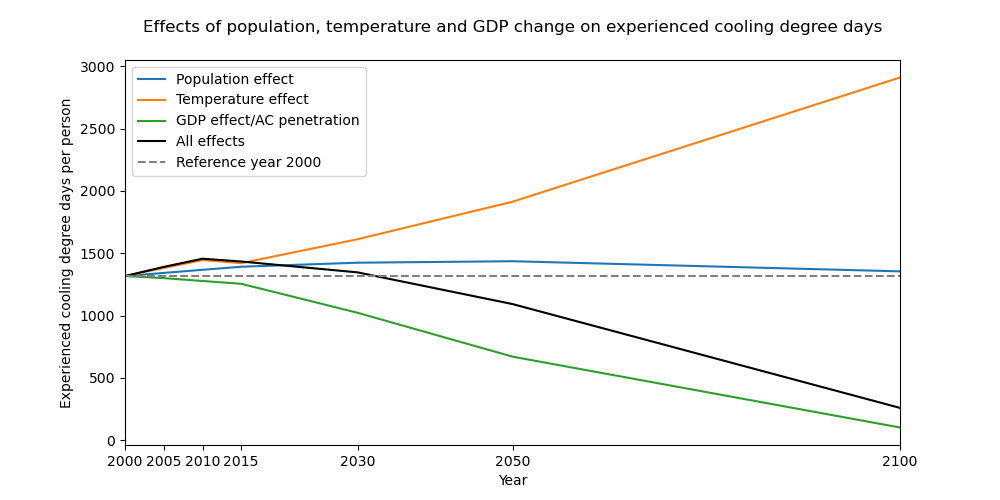 Effects of population, temperature and GDP change on experienced cooling degree days
Experienced cooling degree days per person
3000
2500
2000
1500
1000
500
0
Population effect
Temperature effect
GDP effect/AC penetration
All effects
Reference year 2000
2000 2005 2010 2015 2030 2050 2100
Year